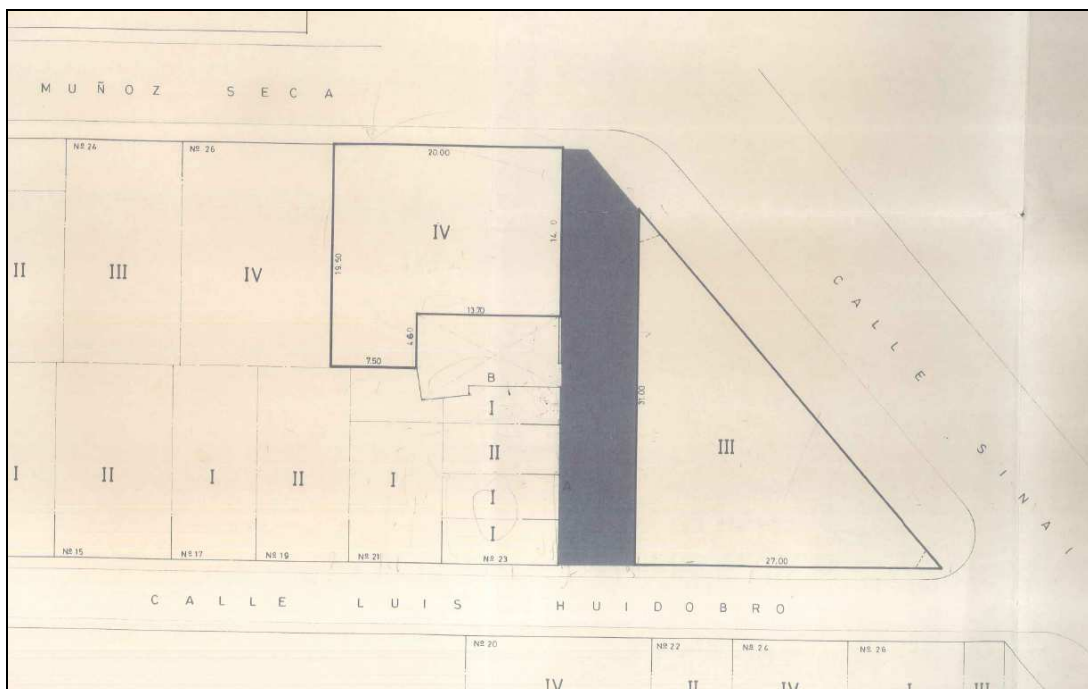 MUÑOZ SECA
Nº 24
Nº 26
20.00
IV
14. 0
19.50
II
III
IV
13.70
4.60
7.50
B
I
31.00
III
CALLE SINAI
I
II
I
II
I
II
A
I
I
Nº 15
Nº 17
Nº 19
Nº 21
Nº 23
27.00
CALLE LUIS HUIDOBRO
Nº 20
Nº 22
Nº 24
Nº 26
IV
II
IV
I
III